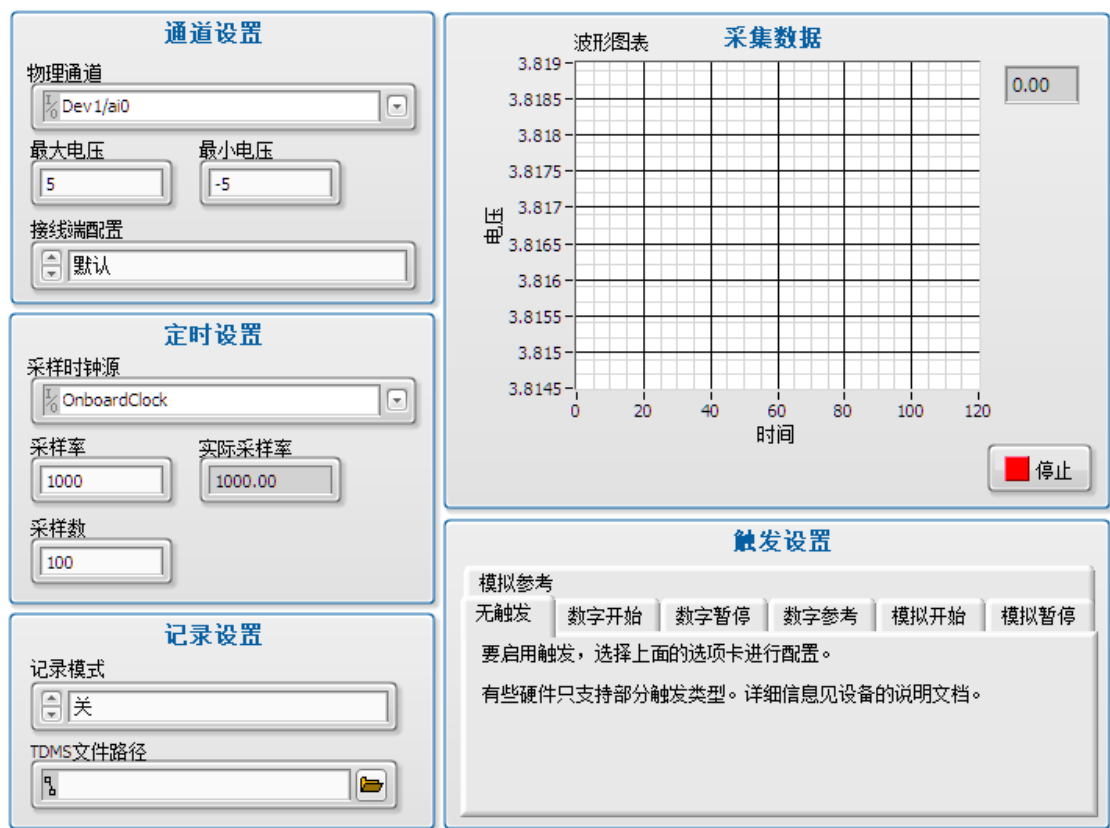 通道设置
物理通道
Dev1/ai0
最大电压
最小电压
5
-5
接线端配置
默认
定时设置
采样时钟源
OnboardClock
采样率
实际采样率
1000
1000.00
采样数
100
记录设置
记录模式
关
TDMS文件路径
采集数据
波形图表
0.00
3.819
3.8185
3.818
3.8175
3.817
3.8165
3.816
3.8155
3.815
3.8145
电压
0 20 40 60 80 100 120
时间
停止
触发设置
模拟参考
无触发 数字开始 数字暂停 数字参考 模拟开始 模拟暂停
要启用触发，选择上面的选项卡进行配置。
有些硬件只支持部分触发类型。详细信息见设备的说明文档。